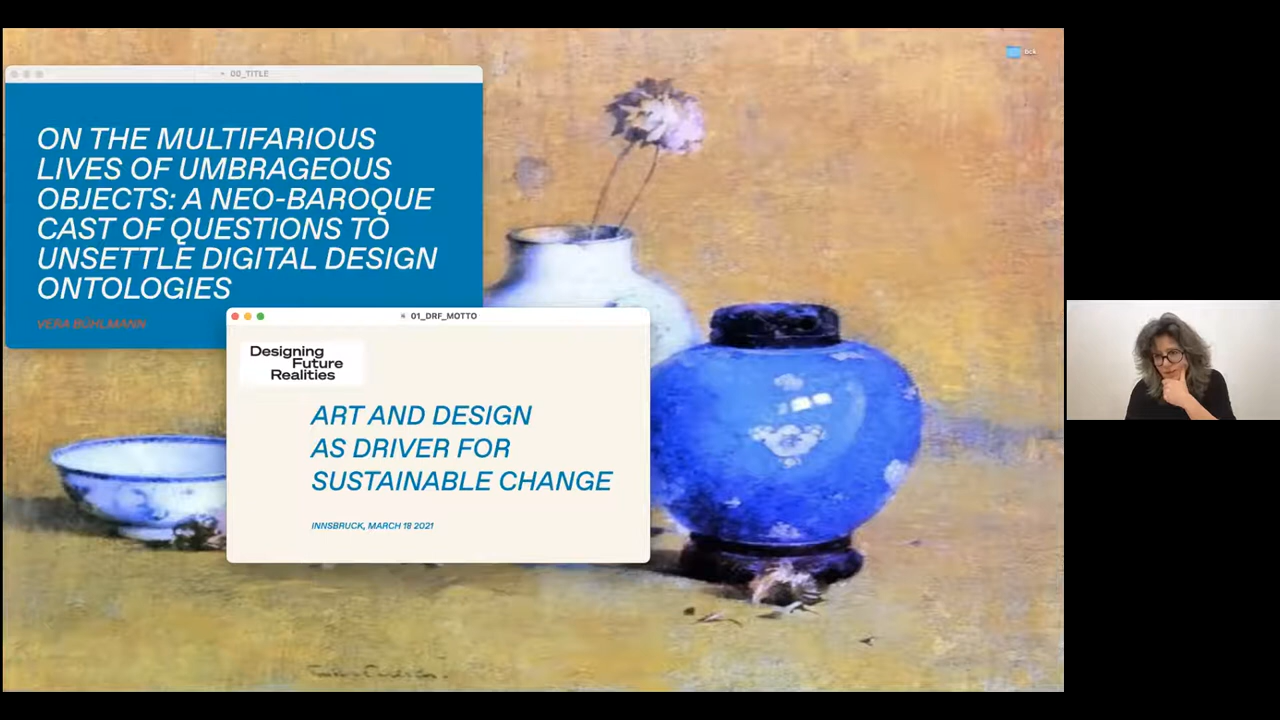 bck
00_TITLE
ON THE MULTIFARIOUS
LIVES OF UMBRAGEOUS
OBJECTS: A NEO-BAROQUE
CAST OF QUESTIONS TO
UNSETTLE DIGITAL DESIGN
ONTOLOGIES
VERA BÜHLMANN
01_DRF_MOTTO
Designing
Future
Realities
ART AND DESIGN
AS DRIVER FOR
SUSTAINABLE CHANGE
INNSBRUCK, MARCH 18 2021